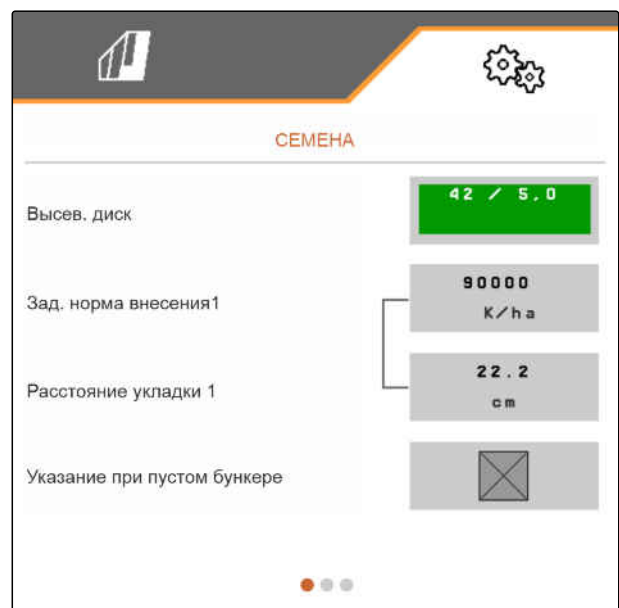 СЕМЕНА
Высев. диск
42 / 5,0
Зад. норма внесения1
90000
K/ha
Расстояние укладки 1
22.2
cm
Указание при пустом бункере